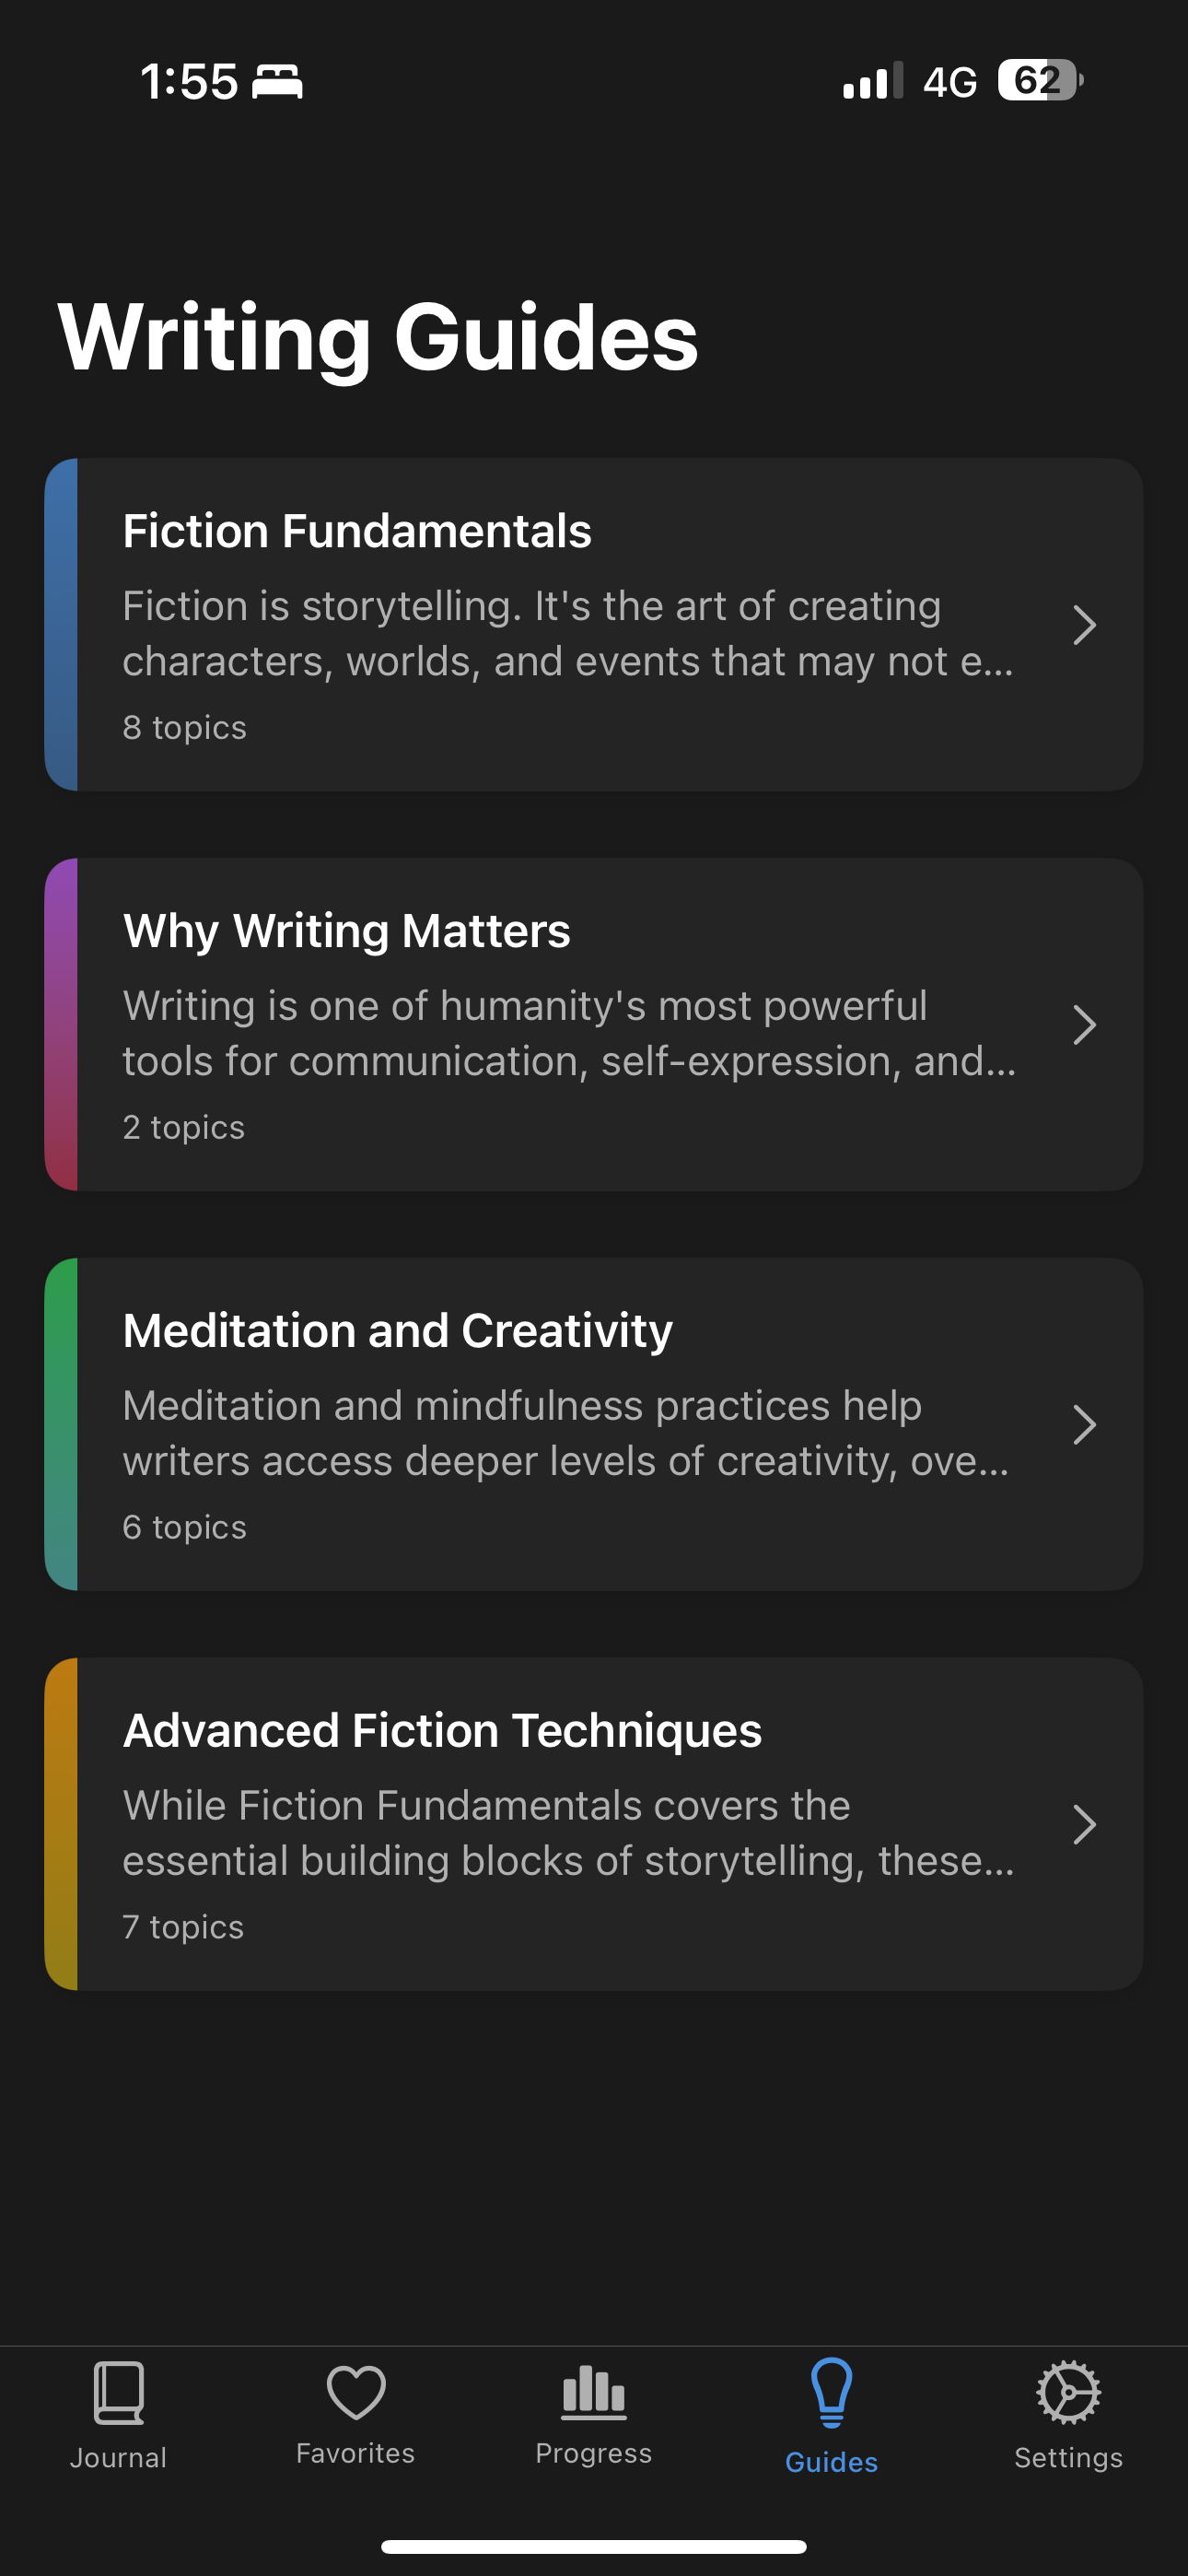 1:55
4G
62
Writing Guides
Fiction Fundamentals
Fiction is storytelling. It's the art of creating
characters, worlds, and events that may not e...
8 topics
Why Writing Matters
Writing is one of humanity's most powerful
tools for communication, self-expression, and...
2 topics
Meditation and Creativity
Meditation and mindfulness practices help
writers access deeper levels of creativity, ove...
6 topics
Advanced Fiction Techniques
While Fiction Fundamentals covers the
essential building blocks of storytelling, these...
7 topics
Journal
Favorites
Progress
Guides
Settings